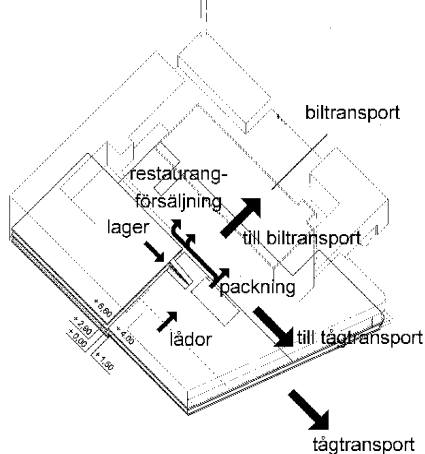 biltransport
restaurang-
försäljning
lager
till biltransport
packning
lådor
till tågtransport
+6,60
+2,90
±0,00
+4,00
+1,50
tågtransport